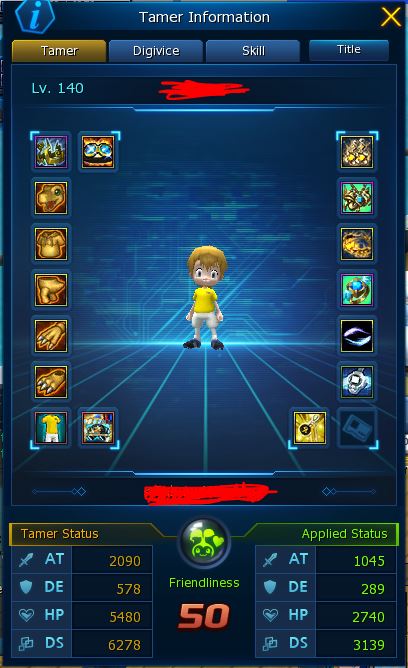 Tamer Information
Tamer Digivice Skill Title
Lv. 140
Tamer Status Applied Status
AT 2090 AT 1045
DE 578 DE 289
Friendliness
HP 5480 50 HP 2740
DS 6278 DS 3139